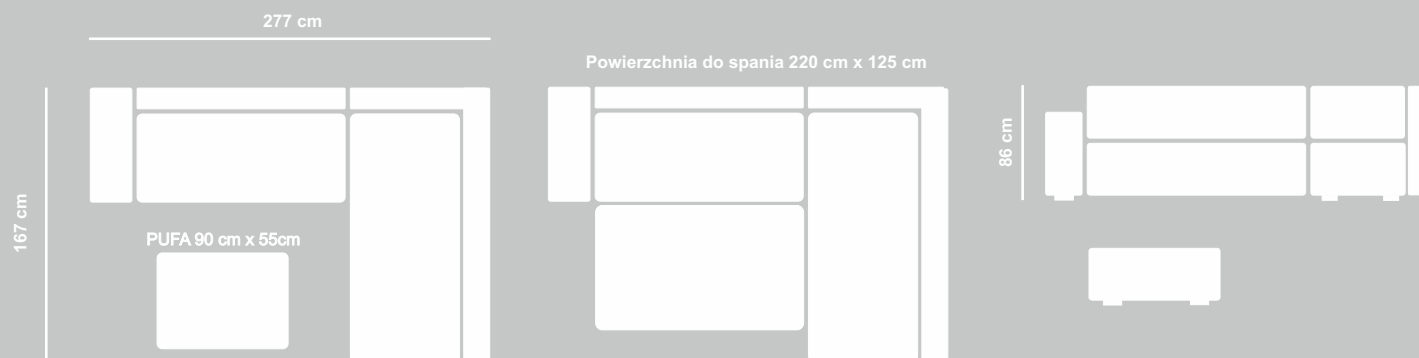 277 cm
Powierzchnia do spania 220 cm x 125 cm
86 cm
167 cm
PUFA 90 cm x 55cm